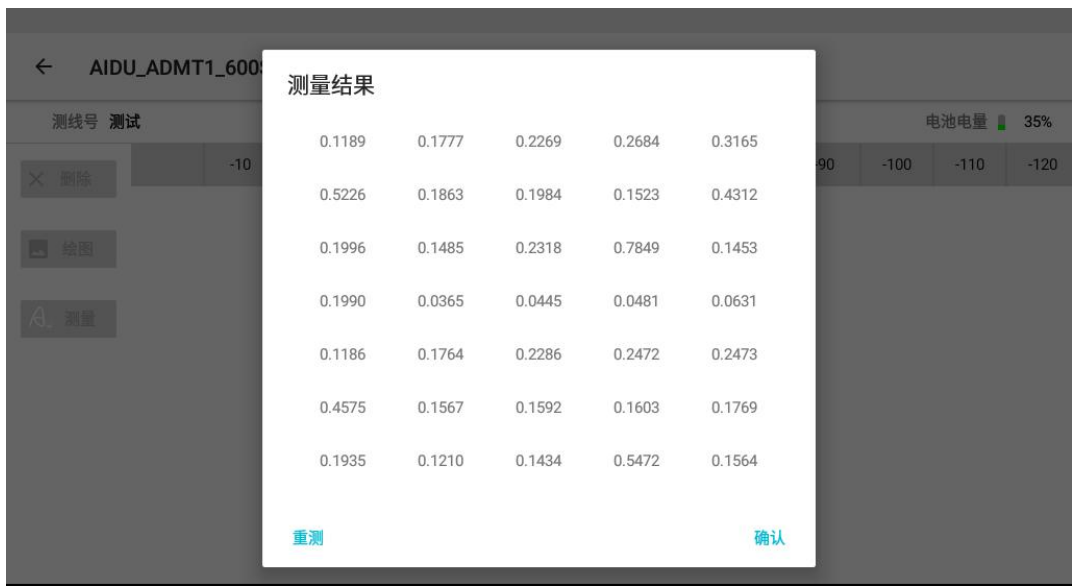 ← AIDU_ADMT1_600S
测量结果
测线号 测试
电池电量 35%
0.1189 0.1777 0.2269 0.2684 0.3165
-10 -90 -100 -110 -120
删除
0.5226 0.1863 0.1984 0.1523 0.4312
绘图
0.1996 0.1485 0.2318 0.7849 0.1453
测量
0.1990 0.0365 0.0445 0.0481 0.0631
0.1186 0.1764 0.2286 0.2472 0.2473
0.4575 0.1567 0.1592 0.1603 0.1769
0.1935 0.1210 0.1434 0.5472 0.1564
重测 确认